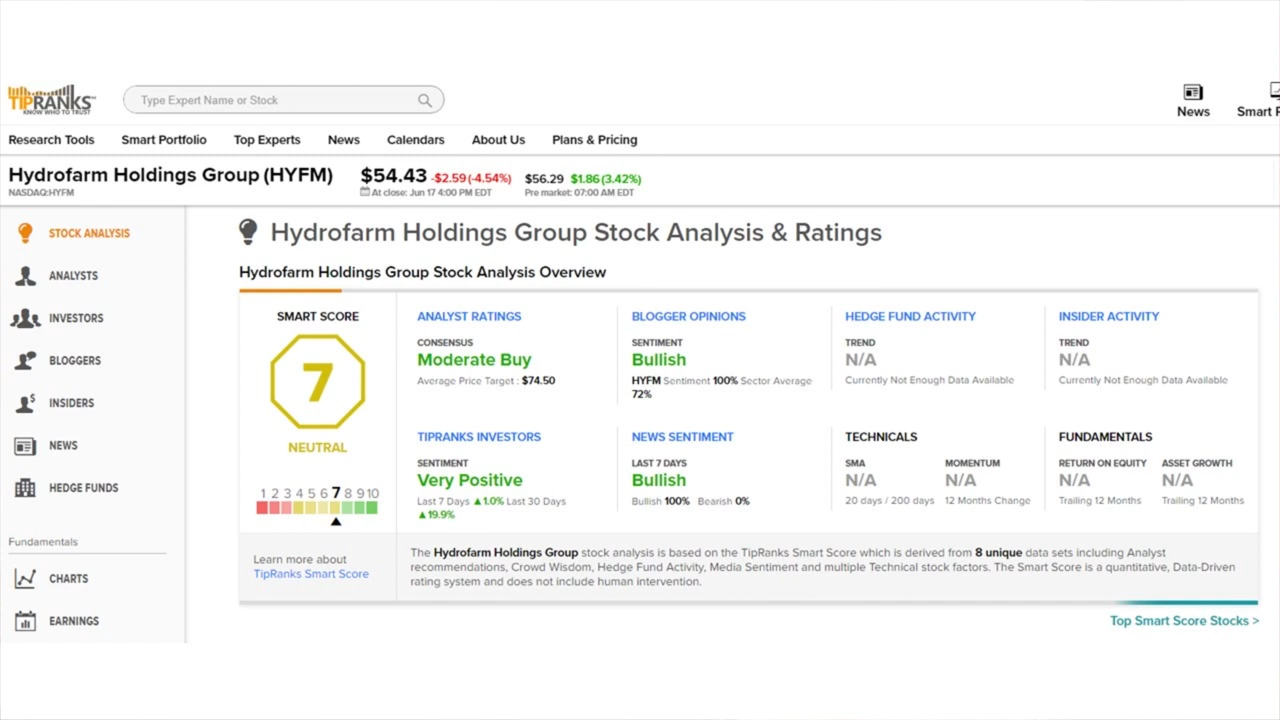 TIPRANKS
KNOW WHO TO TRUST
Type Expert Name or Stock
News
Smart
Research Tools Smart Portfolio Top Experts News Calendars About Us Plans & Pricing
Hydrofarm Holdings Group (HYFM)
NASDAQ:HYFM
$54.43 -$2.59 (-4.54%)
At close: Jun 17 4:00 PM EDT
$56.29 $1.86 (3.42%)
Pre market: 07:00 AM EDT
STOCK ANALYSIS
ANALYSTS
INVESTORS
BLOGGERS
INSIDERS
NEWS
HEDGE FUNDS
Fundamentals
CHARTS
EARNINGS
Hydrofarm Holdings Group Stock Analysis & Ratings
Hydrofarm Holdings Group Stock Analysis Overview
SMART SCORE
7
NEUTRAL
1 2 3 4 5 6 7 8 9 10
Learn more about
TipRanks Smart Score
ANALYST RATINGS
CONSENSUS
Moderate Buy
Average Price Target : $74.50
BLOGGER OPINIONS
SENTIMENT
Bullish
HYFM Sentiment 100% Sector Average
72%
HEDGE FUND ACTIVITY
TREND
N/A
Currently Not Enough Data Available
INSIDER ACTIVITY
TREND
N/A
Currently Not Enough Data Available
TIPRANKS INVESTORS
SENTIMENT
Very Positive
Last 7 Days ▲1.0% Last 30 Days
▲19.9%
NEWS SENTIMENT
LAST 7 DAYS
Bullish
Bullish 100% Bearish 0%
TECHNICALS
SMA
N/A
20 days / 200 days
MOMENTUM
N/A
12 Months Change
FUNDAMENTALS
RETURN ON EQUITY
N/A
Trailing 12 Months
ASSET GROWTH
N/A
Trailing 12 Months
The Hydrofarm Holdings Group stock analysis is based on the TipRanks Smart Score which is derived from 8 unique data sets including Analyst
recommendations, Crowd Wisdom, Hedge Fund Activity, Media Sentiment and multiple Technical stock factors. The Smart Score is a quantitative, Data-Driven
rating system and does not include human intervention.
Top Smart Score Stocks >